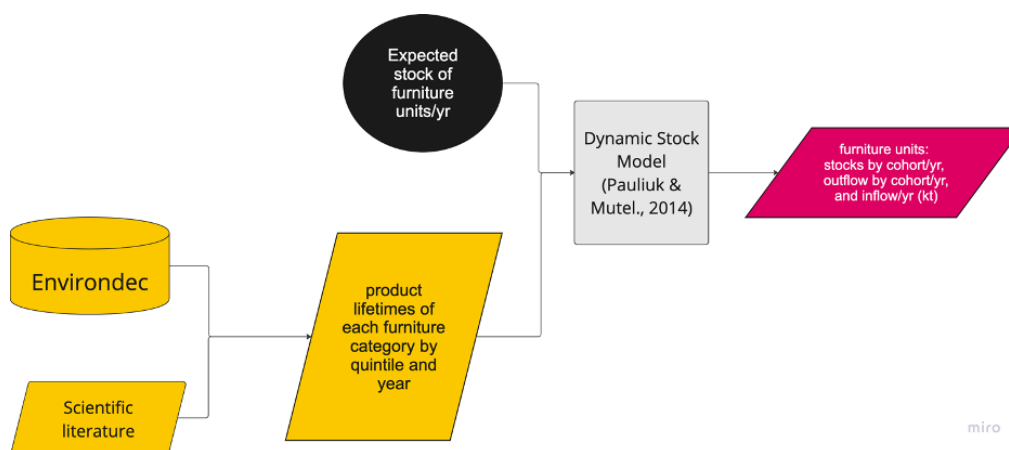 Expected
stock of
furniture
units/yr
Dynamic Stock
Model
(Pauliuk &
Mutel., 2014)
furniture units:
stocks by cohort/yr,
outflow by cohort/yr,
and inflow/yr (kt)
Environdec
product
lifetimes of
each furniture
category by
quintile and
year
Scientific
literature
miro